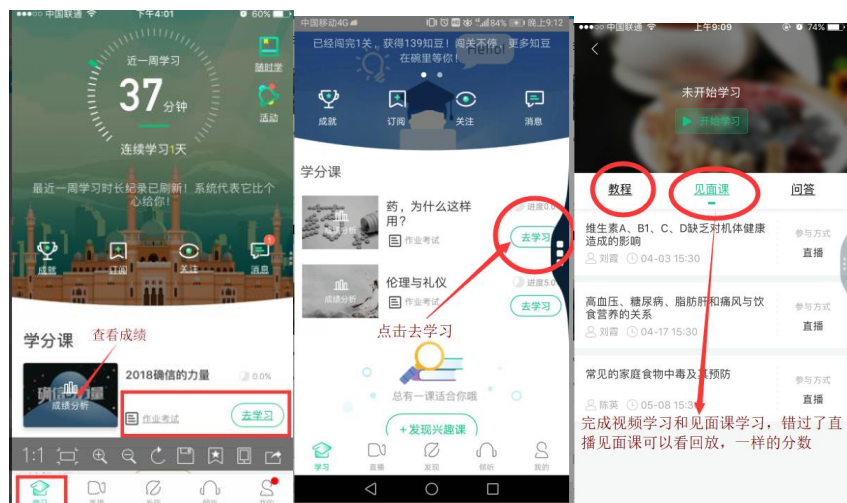 中国联通
下午4:01
60%
近一周学习
37分钟
连续学习1天
随时学
活动
最近一周学习时长纪录已刷新！系统代表它比个
心给你！
成就
订阅
关注
消息
学分课
查看成绩
2018确信的力量
0.0%
成绩分析
作业考试
去学习
1:1
学习
直播
发现
倾听
我的
中国移动4G
84%
晚上9:12
已经闯完1关，获得139知豆！闯关不停，更多知豆
在碗里等你！
成就
订阅
关注
消息
学分课
药，为什么这样
用？
进度0.0
成绩分析
作业考试
去学习
伦理与礼仪
进度5.0
成绩分析
作业考试
去学习
点击去学习
总有一课适合你哦
+发现兴趣课
学习
直播
发现
倾听
我的
中国联通
上午9:09
74%
未开始学习
开始学习
教程
见面课
问答
维生素A、B1、C、D缺乏对机体健康
造成的影响
刘霞 04-03 15:30
参与方式
直播
高血压、糖尿病、脂肪肝和痛风与饮
食营养的关系
刘霞 04-17 15:30
参与方式
直播
常见的家庭食物中毒及其预防
陈英 05-08 15:3
参与方式
直播
完成视频学习和见面课学习，错过了直
播见面课可以看回放，一样的分数